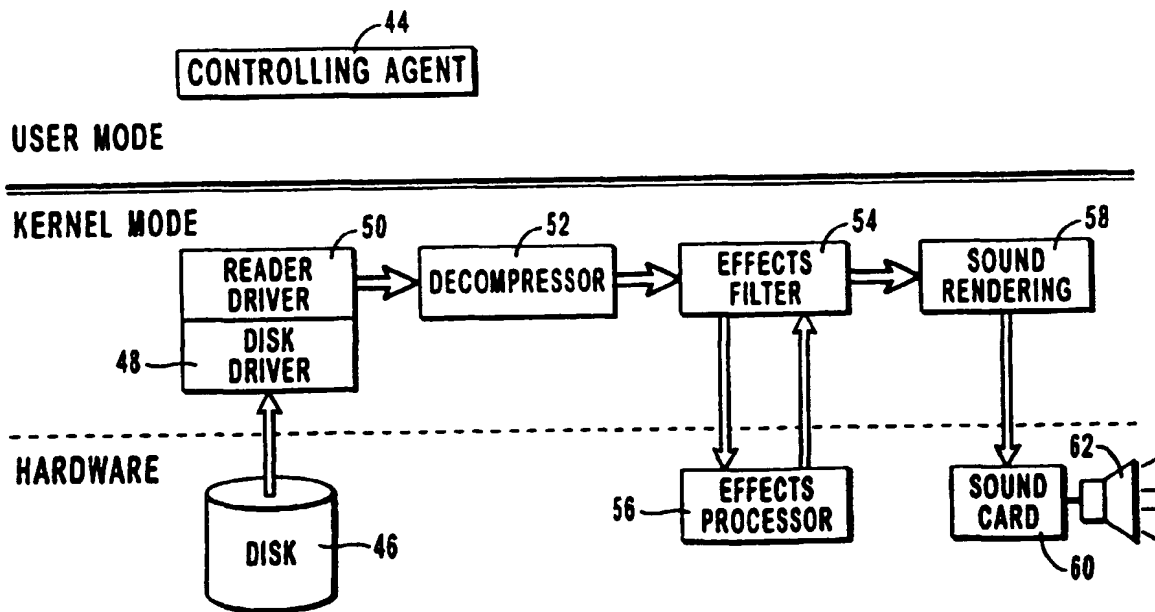 44
CONTROLLING AGENT
USER MODE
KERNEL MODE
50
READER
DRIVER
52
DECOMPRESSOR
54
EFFECTS
FILTER
58
SOUND
RENDERING
48
DISK
DRIVER
HARDWARE
DISK
46
56
EFFECTS
PROCESSOR
SOUND
CARD
62
60